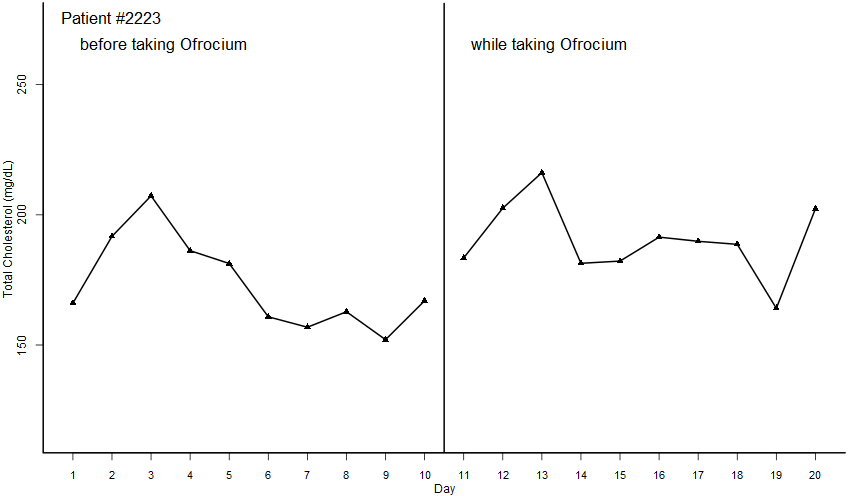 Patient #2223
before taking Ofrocium
while taking Ofrocium
Total Cholesterol (mg/dL)
250
200
150
1 2 3 4 5 6 7 8 9 10 11 12 13 14 15 16 17 18 19 20
Day